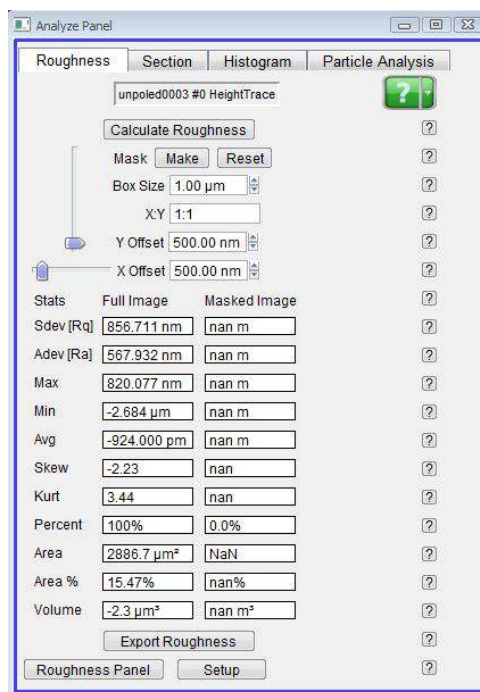 Analyze Panel
Roughness Section Histogram Particle Analysis
unpoled0003 #0 HeightTrace ?
Calculate Roughness ?
Mask Make Reset ?
Box Size 1.00 µm ?
X:Y 1:1 ?
Y Offset 500.00 nm ?
X Offset 500.00 nm ?
Stats Full Image Masked Image ?
Sdev [Rq] 856.711 nm nan m ?
Adev [Ra] 567.932 nm nan m ?
Max 820.077 nm nan m ?
Min -2.684 µm nan m ?
Avg -924.000 pm nan m ?
Skew -2.23 nan ?
Kurt 3.44 nan ?
Percent 100% 0.0% ?
Area 2886.7 µm² NaN ?
Area % 15.47% nan% ?
Volume -2.3 µm³ nan m³ ?
Export Roughness ?
Roughness Panel Setup ?